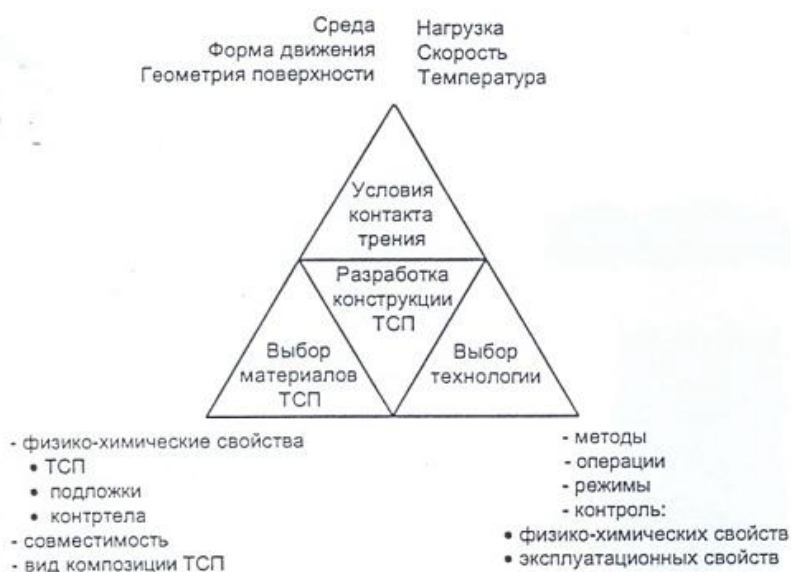 Среда
Форма движения
Геометрия поверхности
Нагрузка
Скорость
Температура
Условия
контакта
трения
Разработка
конструкции
ТСП
Выбор
материалов
ТСП
Выбор
технологии
- физико-химические свойства
• ТСП
• подложки
• контртела
- совместимость
- вид композиции ТСП
- методы
- операции
- режимы
- контроль:
• физико-химических свойств
• эксплуатационных свойств